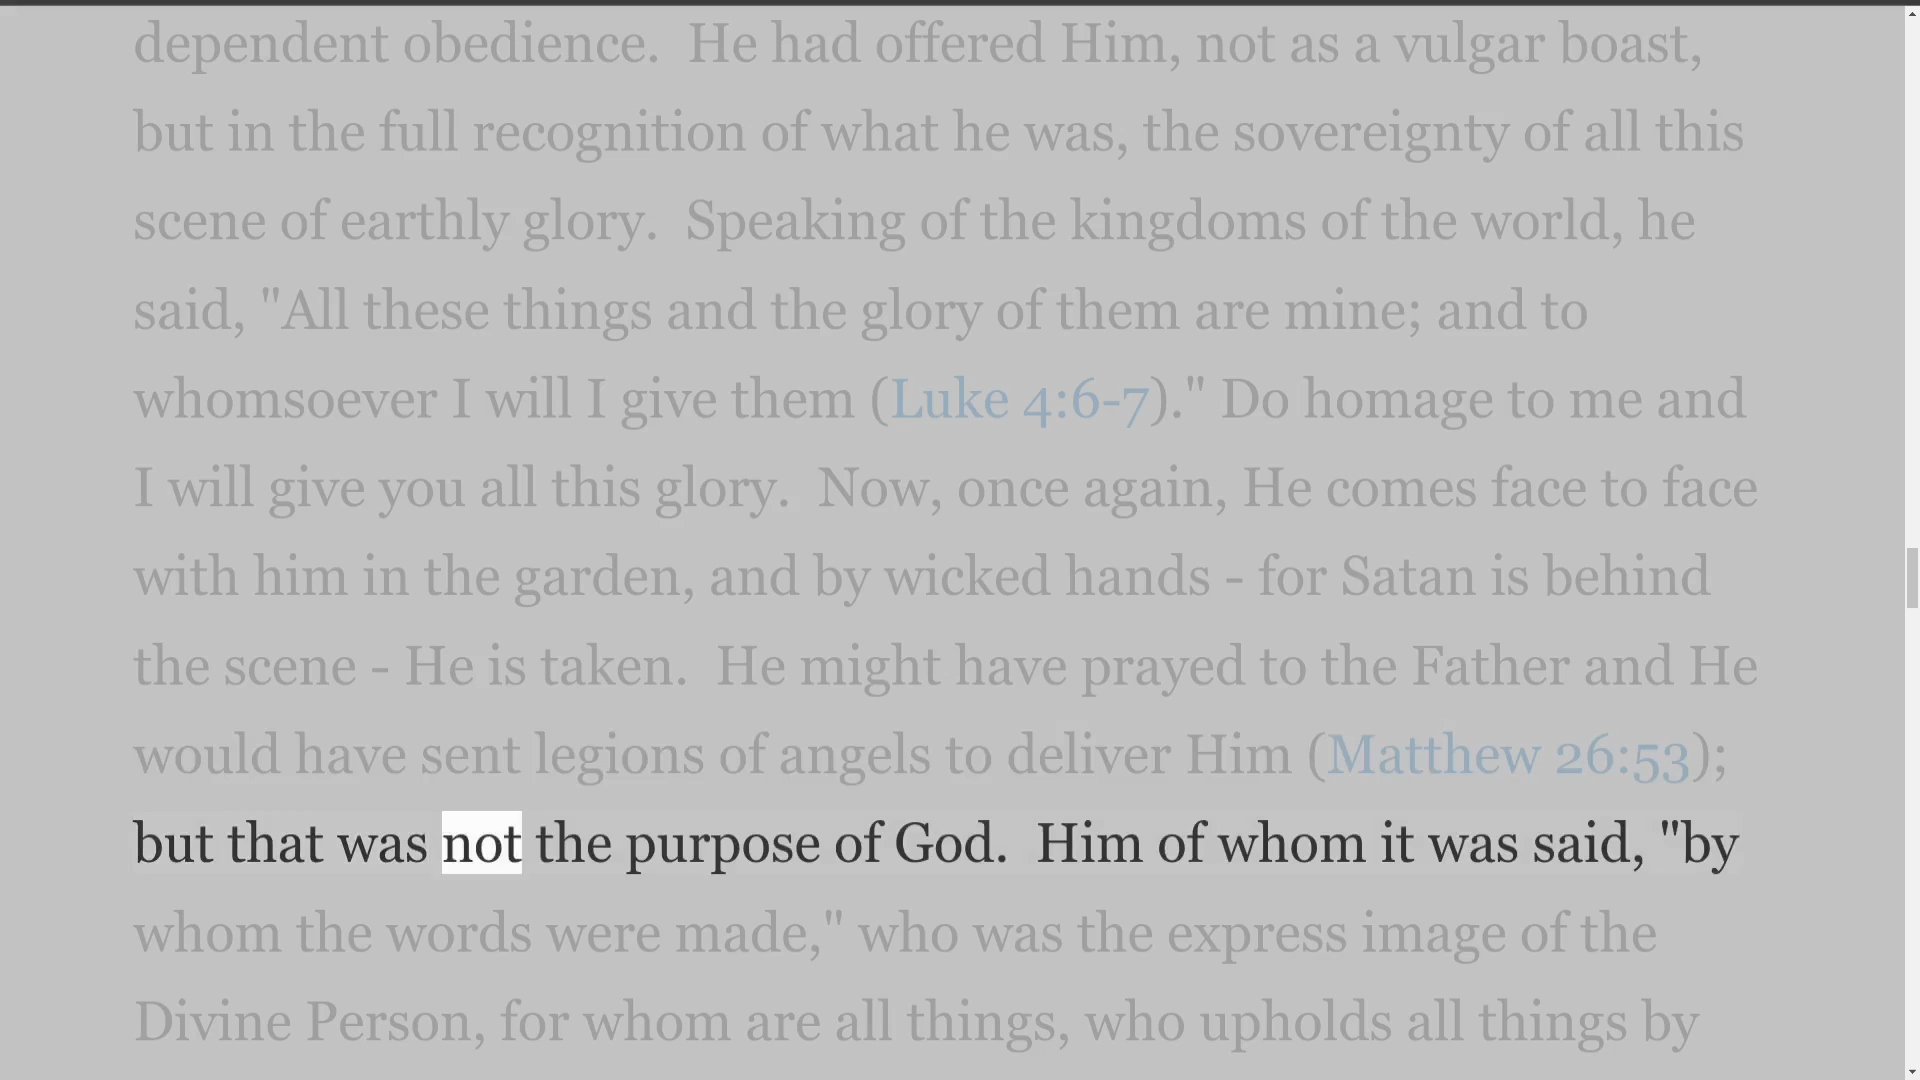 dependent obedience.  He had offered Him, not as a vulgar boast,
but in the full recognition of what he was, the sovereignty of all this
scene of earthly glory.  Speaking of the kingdoms of the world, he
said, "All these things and the glory of them are mine; and to
whomsoever I will I give them (Luke 4:6-7)." Do homage to me and
I will give you all this glory.  Now, once again, He comes face to face
with him in the garden, and by wicked hands - for Satan is behind
the scene - He is taken.  He might have prayed to the Father and He
would have sent legions of angels to deliver Him (Matthew 26:53);
but that was not the purpose of God.  Him of whom it was said, "by
whom the words were made," who was the express image of the
Divine Person, for whom are all things, who upholds all things by